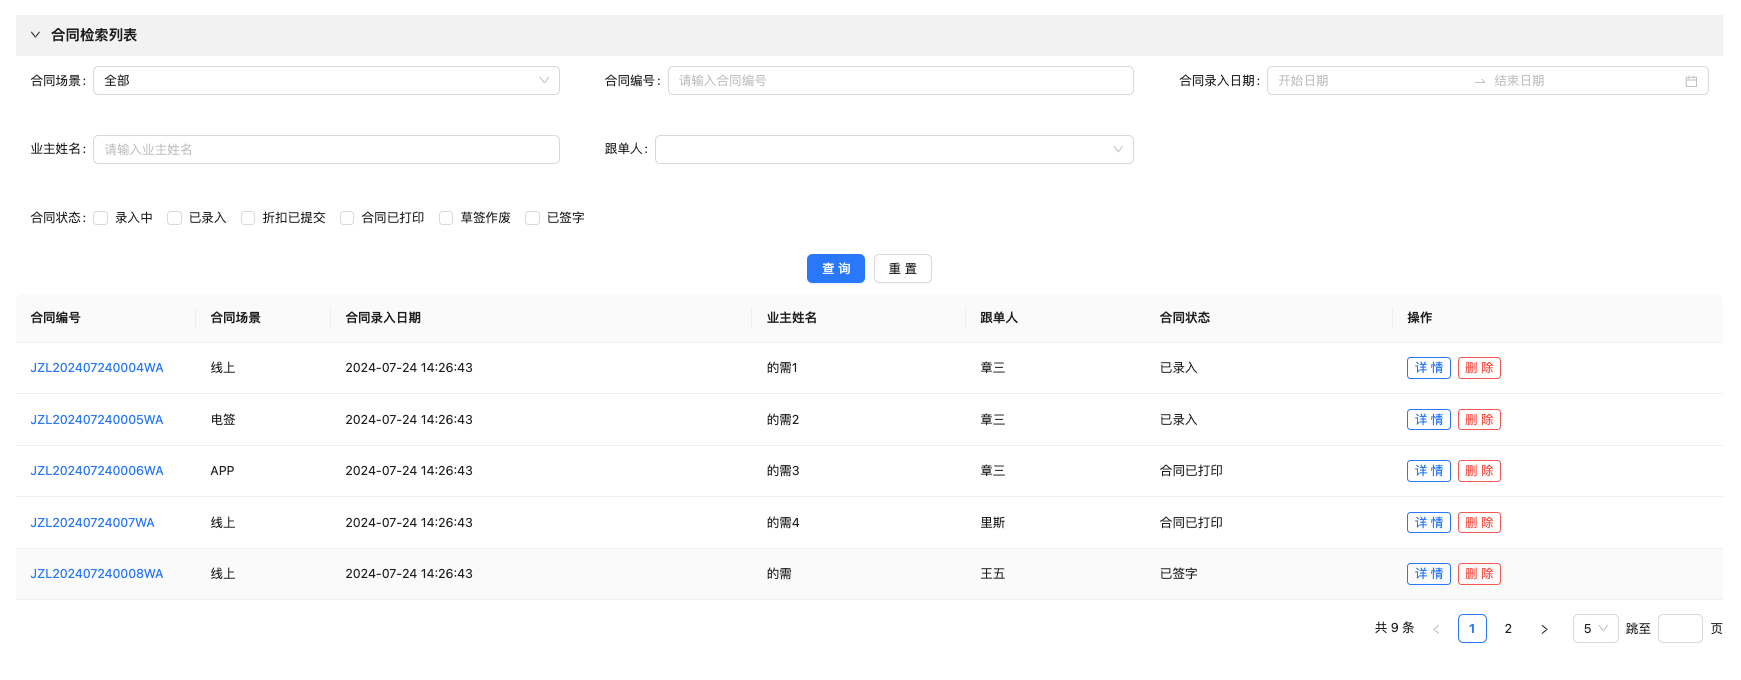 合同检索列表
合同场景: 全部 合同编号: 请输入合同编号 合同录入日期: 开始日期 → 结束日期
业主姓名: 请输入业主姓名 跟单人:
合同状态: 录入中 已录入 折扣已提交 合同已打印 草签作废 已签字
查 询 重 置
合同编号 合同场景 合同录入日期 业主姓名 跟单人 合同状态 操作
JZL202407240004WA 线上 2024-07-24 14:26:43 的需1 章三 已录入 详 情 删 除
JZL202407240005WA 电签 2024-07-24 14:26:43 的需2 章三 已录入 详 情 删 除
JZL202407240006WA APP 2024-07-24 14:26:43 的需3 章三 合同已打印 详 情 删 除
JZL20240724007WA 线上 2024-07-24 14:26:43 的需4 里斯 合同已打印 详 情 删 除
JZL202407240008WA 线上 2024-07-24 14:26:43 的需 王五 已签字 详 情 删 除
共 9 条 < 1 2 > 5 跳至 页